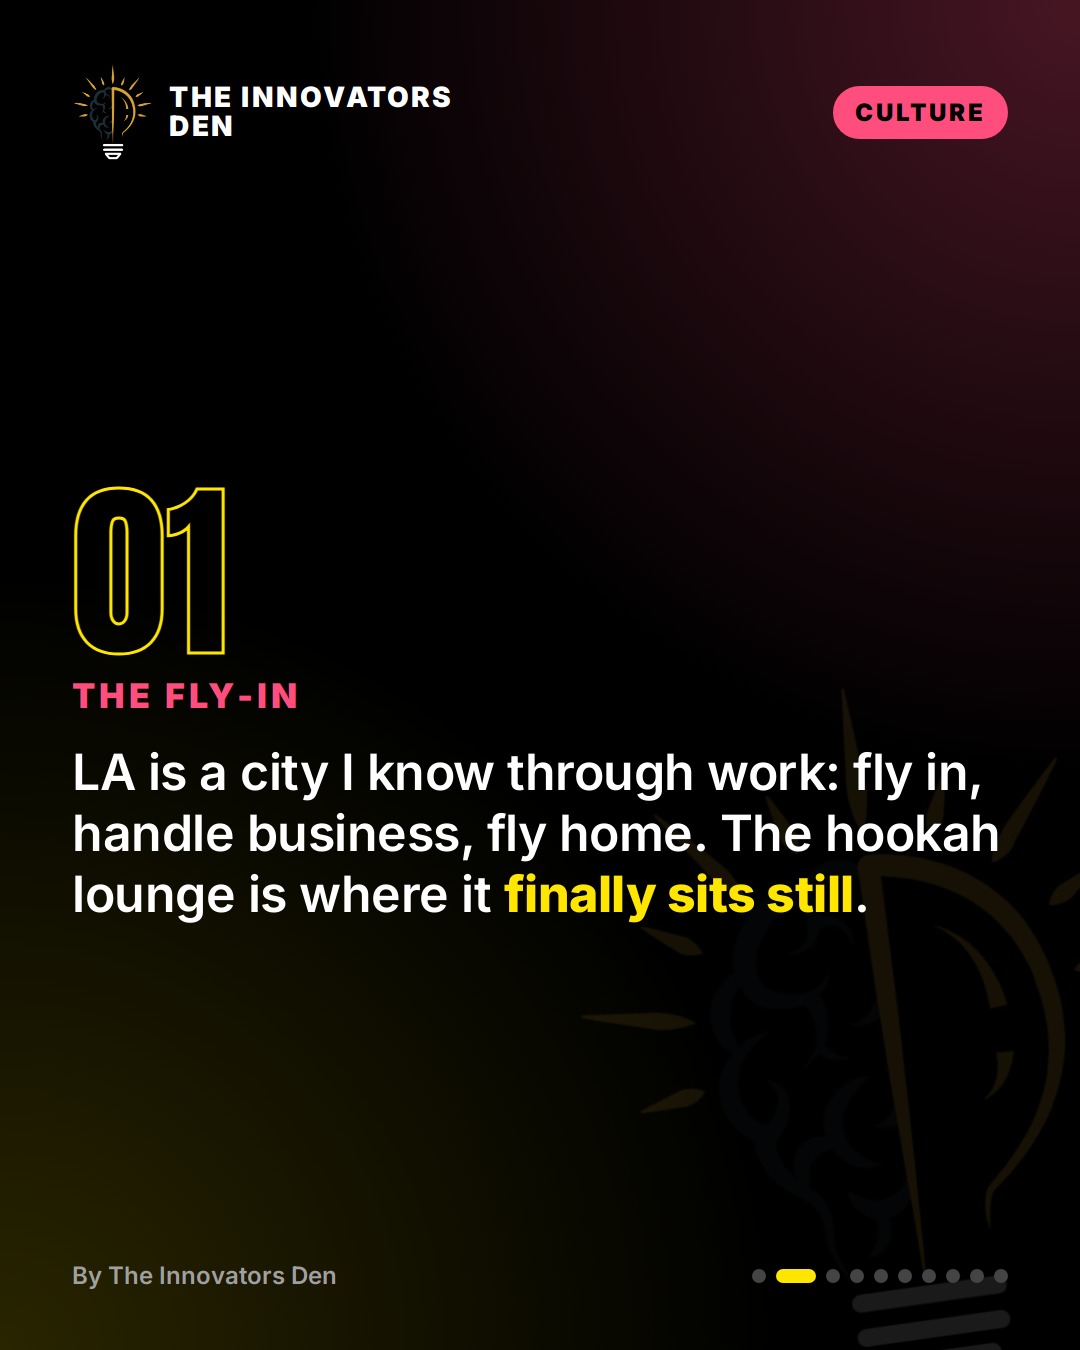 THE INNOVATORS
DEN
CULTURE
01
THE FLY-IN
LA is a city I know through work: fly in,
handle business, fly home. The hookah
lounge is where it finally sits still.
By The Innovators Den